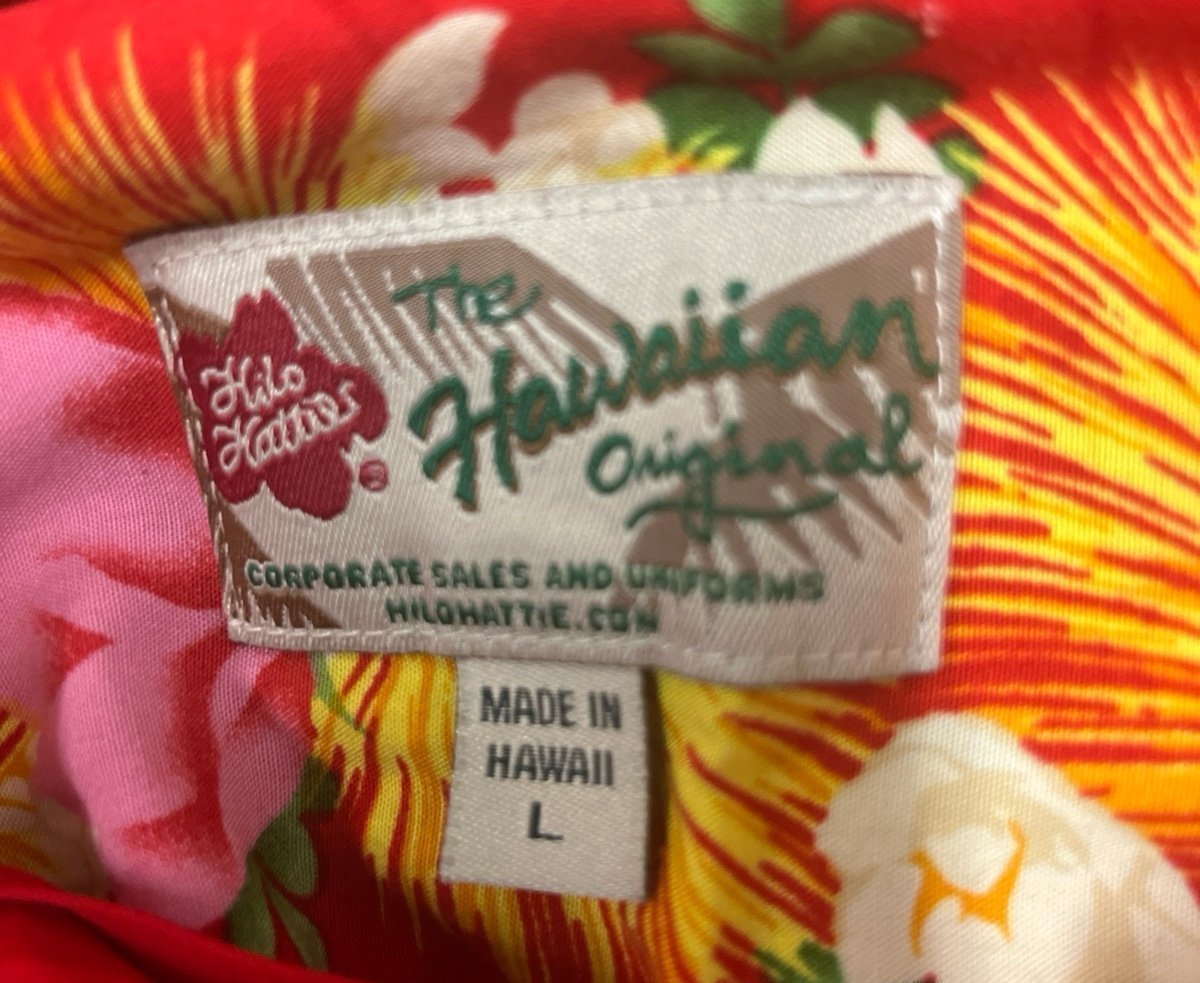 Hilo
Hattie's
®
The
Hawaiian
Original
CORPORATE SALES AND UNIFORMS
HILOHATTIE.COM
MADE IN
HAWAII
L